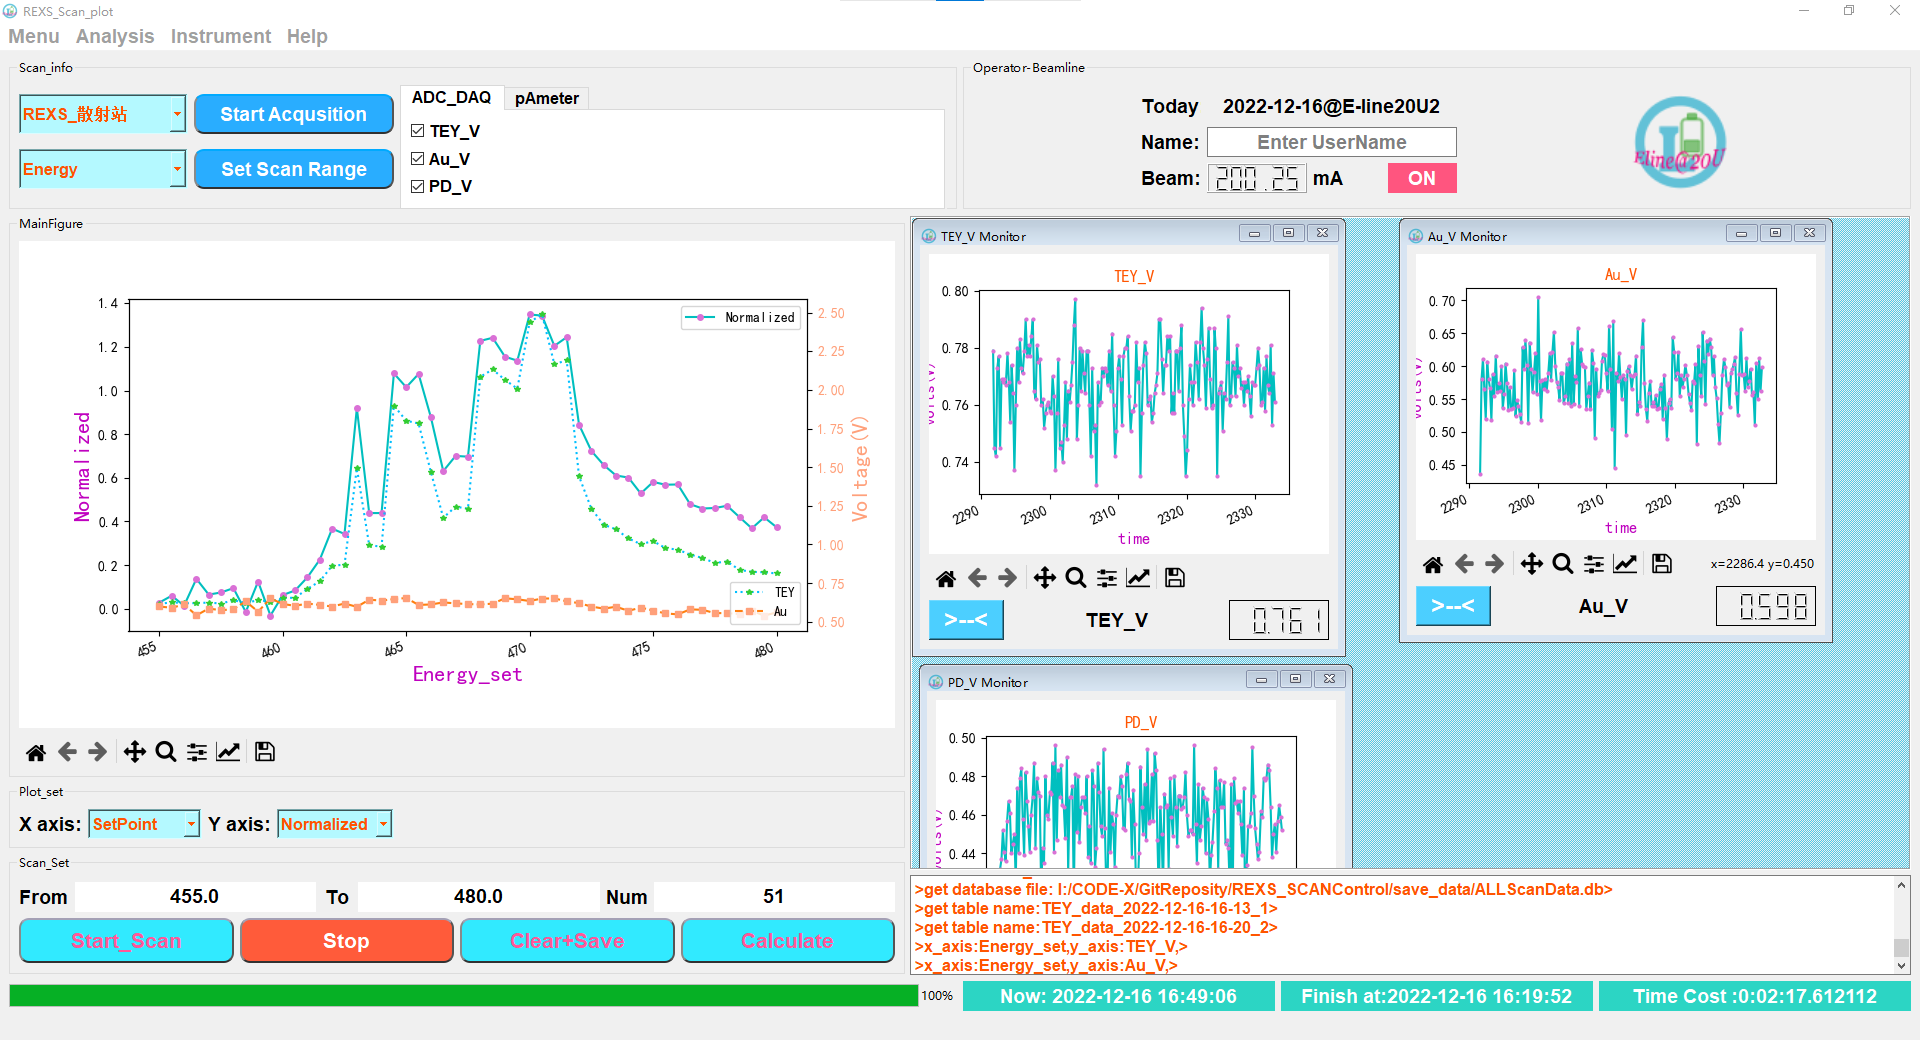 REXS_Scan_plot
Menu Analysis Instrument Help
Scan_info
REXS_散射站
Start Acqusition
Energy
Set Scan Range
ADC_DAQ
pAmeter
TEY_V
Au_V
PD_V
Operator-Beamline
Today 2022-12-16@E-line20U2
Name: Enter UserName
Beam: 200.25 mA ON
Eline@20U
MainFigure
1.4
1.2
1.0
0.8
0.6
0.4
0.2
0.0
Normalized
Normalized
2.50
2.25
2.00
1.75
1.50
1.25
1.00
0.75
0.50
Voltage(V)
TEY
Au
455 460 465 470 475 480
Energy_set
Plot_set
X axis: SetPoint Y axis: Normalized
Scan_Set
From 455.0 To 480.0 Num 51
Start_Scan Stop Clear+Save Calculate
100%
TEY_V Monitor
TEY_V
0.80
0.78
0.76
0.74
2290 2300 2310 2320 2330
time
>--< TEY_V 0.761
Au_V Monitor
Au_V
0.70
0.65
0.60
0.55
0.50
0.45
2290 2300 2310 2320 2330
time
x=2286.4 y=0.450
>--< Au_V 0.598
PD_V Monitor
PD_V
0.50
0.48
0.46
0.44
>get database file: I:/CODE-X/GitReposity/REXS_SCANControl/save_data/ALLScanData.db>
>get table name:TEY_data_2022-12-16-16-13_1>
>get table name:TEY_data_2022-12-16-16-20_2>
>x_axis:Energy_set,y_axis:TEY_V,>
>x_axis:Energy_set,y_axis:Au_V,>
Now: 2022-12-16 16:49:06
Finish at:2022-12-16 16:19:52
Time Cost :0:02:17.612112